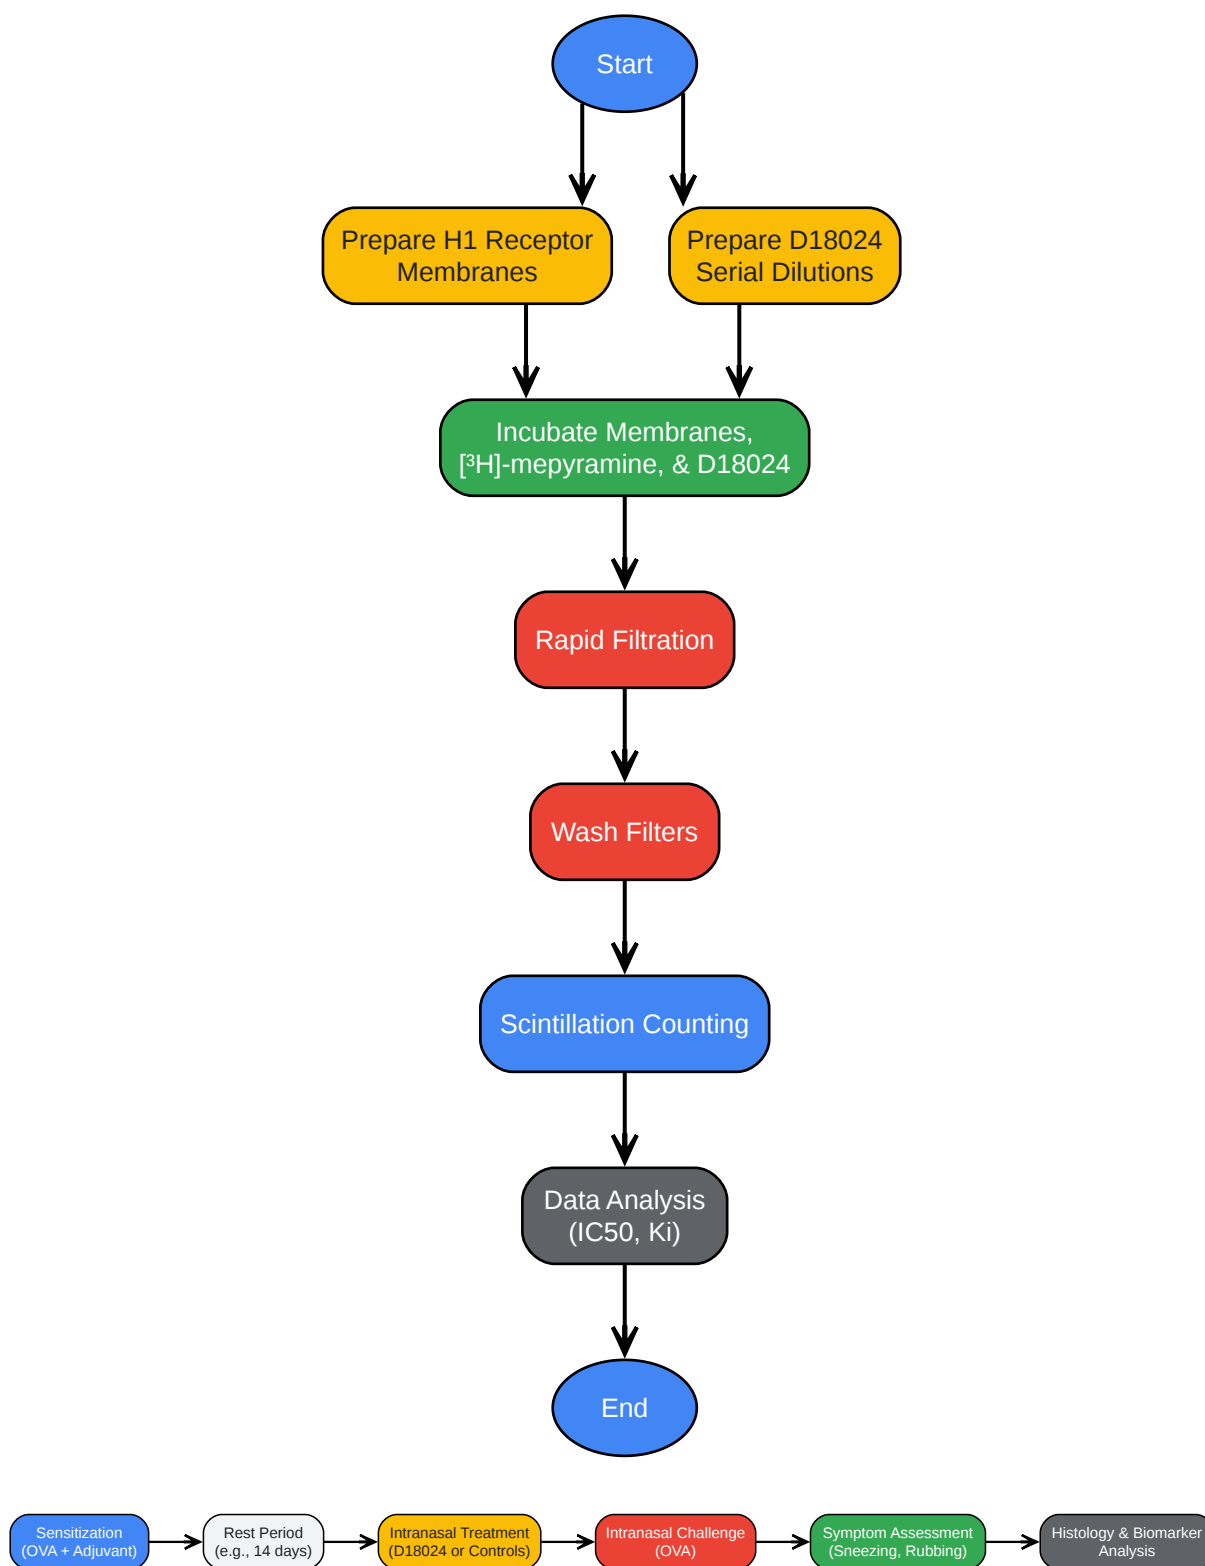 Start
Prepare H1 Receptor
Membranes
Prepare D18024
Serial Dilutions
Incubate Membranes,
[³H]-mepyramine, & D18024
Rapid Filtration
Wash Filters
Scintillation Counting
Data Analysis
(IC50, Ki)
End
Sensitization
(OVA + Adjuvant)
Rest Period
(e.g., 14 days)
Intranasal Treatment
(D18024 or Controls)
Intranasal Challenge
(OVA)
Symptom Assessment
(Sneezing, Rubbing)
Histology & Biomarker
Analysis